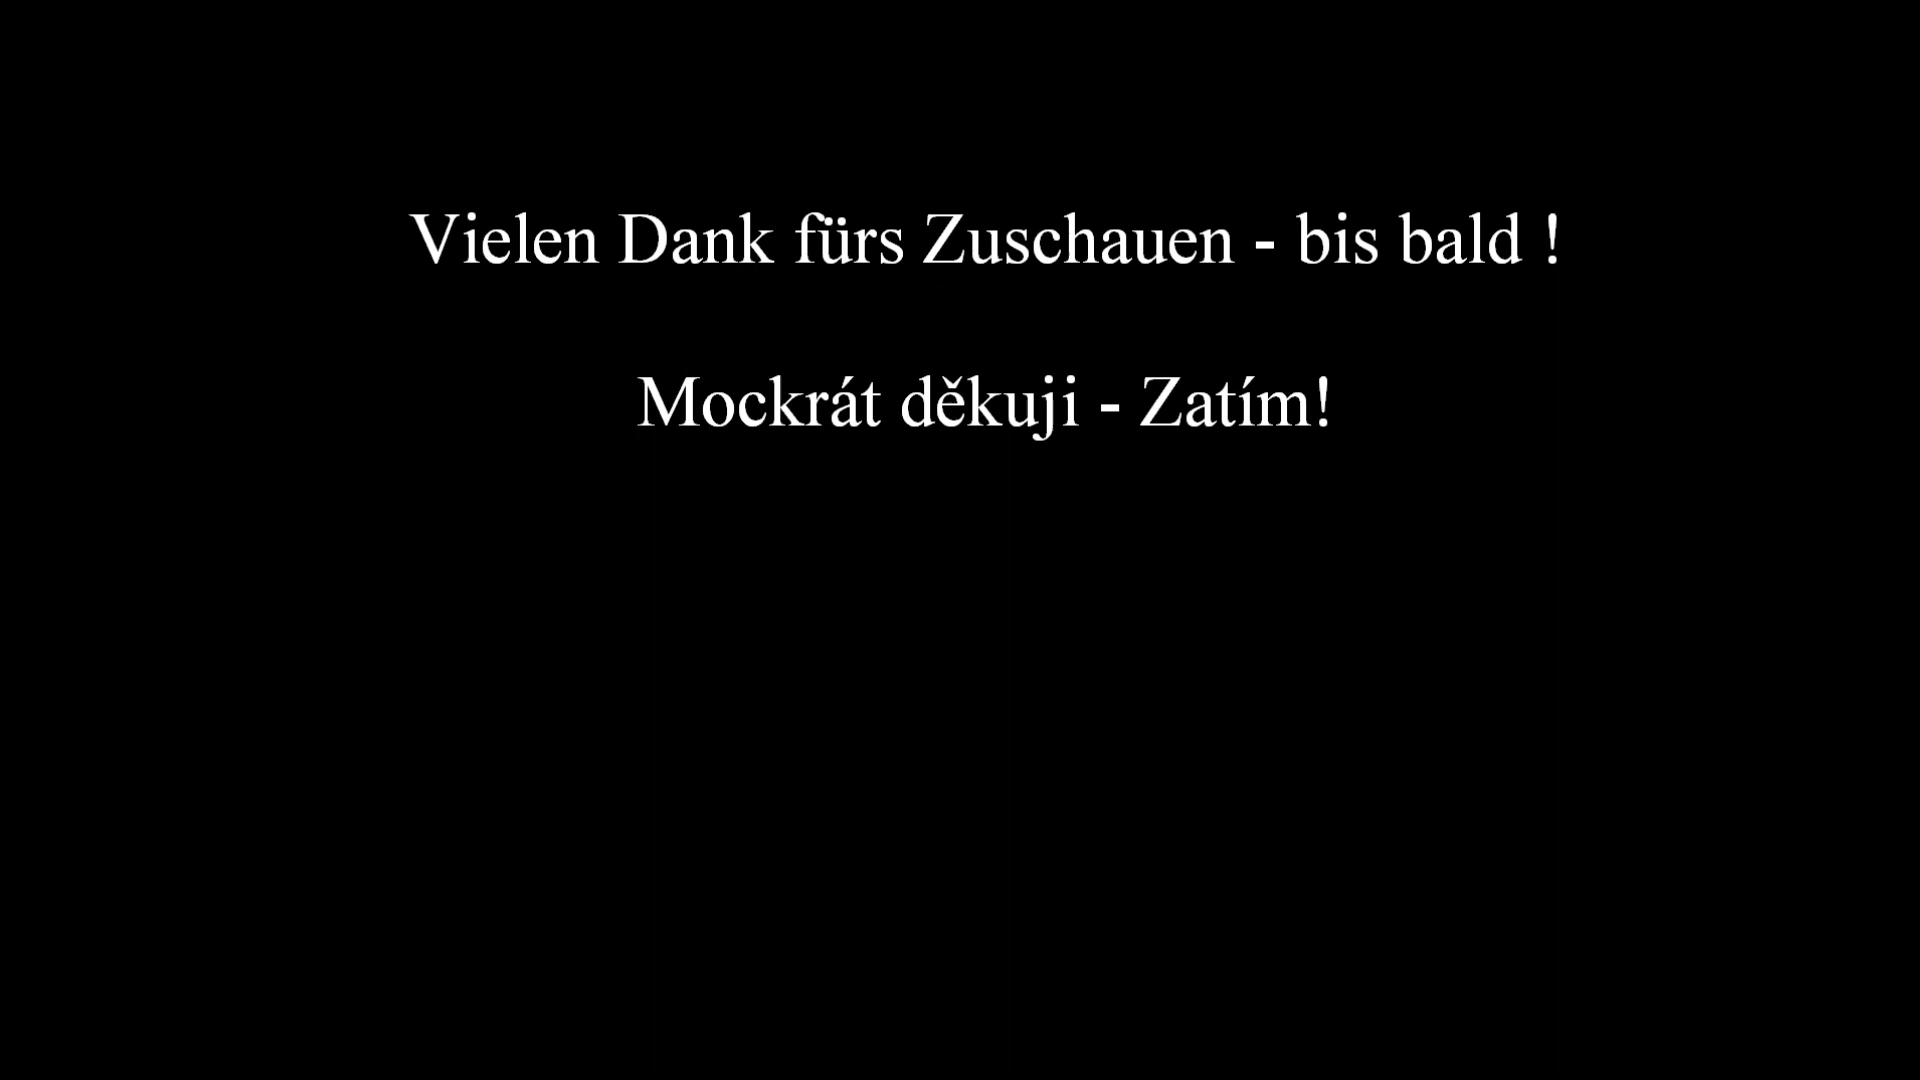 Vielen Dank fürs Zuschauen - bis bald !
Mockrát děkuji - Zatím!